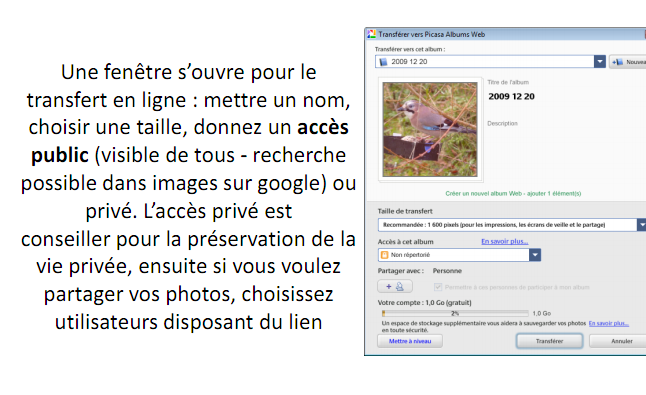 Une fenêtre s’ouvre pour le
transfert en ligne : mettre un nom,
choisir une taille, donnez un accès
public (visible de tous - recherche
possible dans images sur google) ou
privé. L’accès privé est
conseiller pour la préservation de la
vie privée, ensuite si vous voulez
partager vos photos, choisissez
utilisateurs disposant du lien
Transférer vers Picasa Albums Web
Transférer vers cet album :
2009 12 20
Nouveau
Titre de l'album
2009 12 20
Description
Créer un nouvel album Web - ajouter 1 élément(s)
Taille de transfert
Recommandée : 1 600 pixels (pour les impressions, les écrans de veille et le partage)
Accès à cet album
En savoir plus...
Non répertorié
Partager avec : Personne
Permettre à ces personnes de participer à mon album
Votre compte : 1,0 Go (gratuit)
2%
1,0 Go
Un espace de stockage supplémentaire vous aidera à sauvegarder vos photos En savoir plus...
en toute sécurité.
Mettre à niveau
Transférer
Annuler